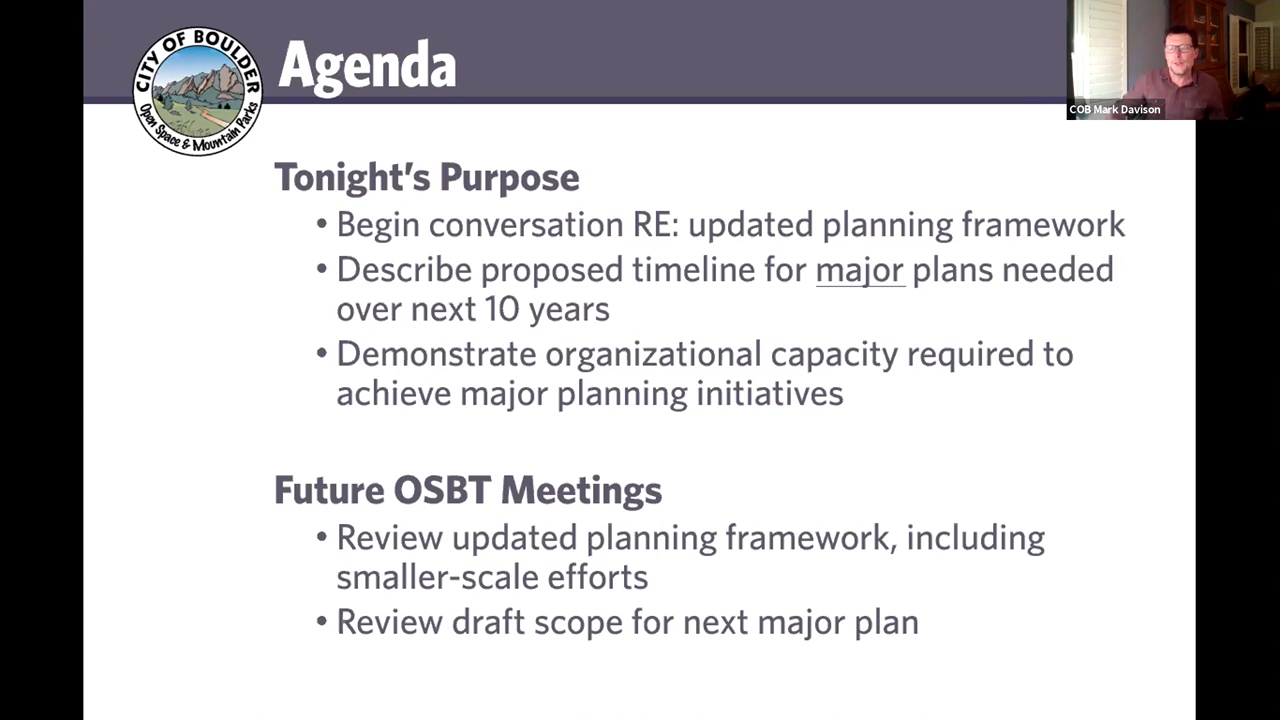 CITY OF BOULDER
Open Space & Mountain Parks
Agenda
COB Mark Davison
Tonight's Purpose
• Begin conversation RE: updated planning framework
• Describe proposed timeline for major plans needed
over next 10 years
• Demonstrate organizational capacity required to
achieve major planning initiatives
Future OSBT Meetings
• Review updated planning framework, including
smaller-scale efforts
• Review draft scope for next major plan